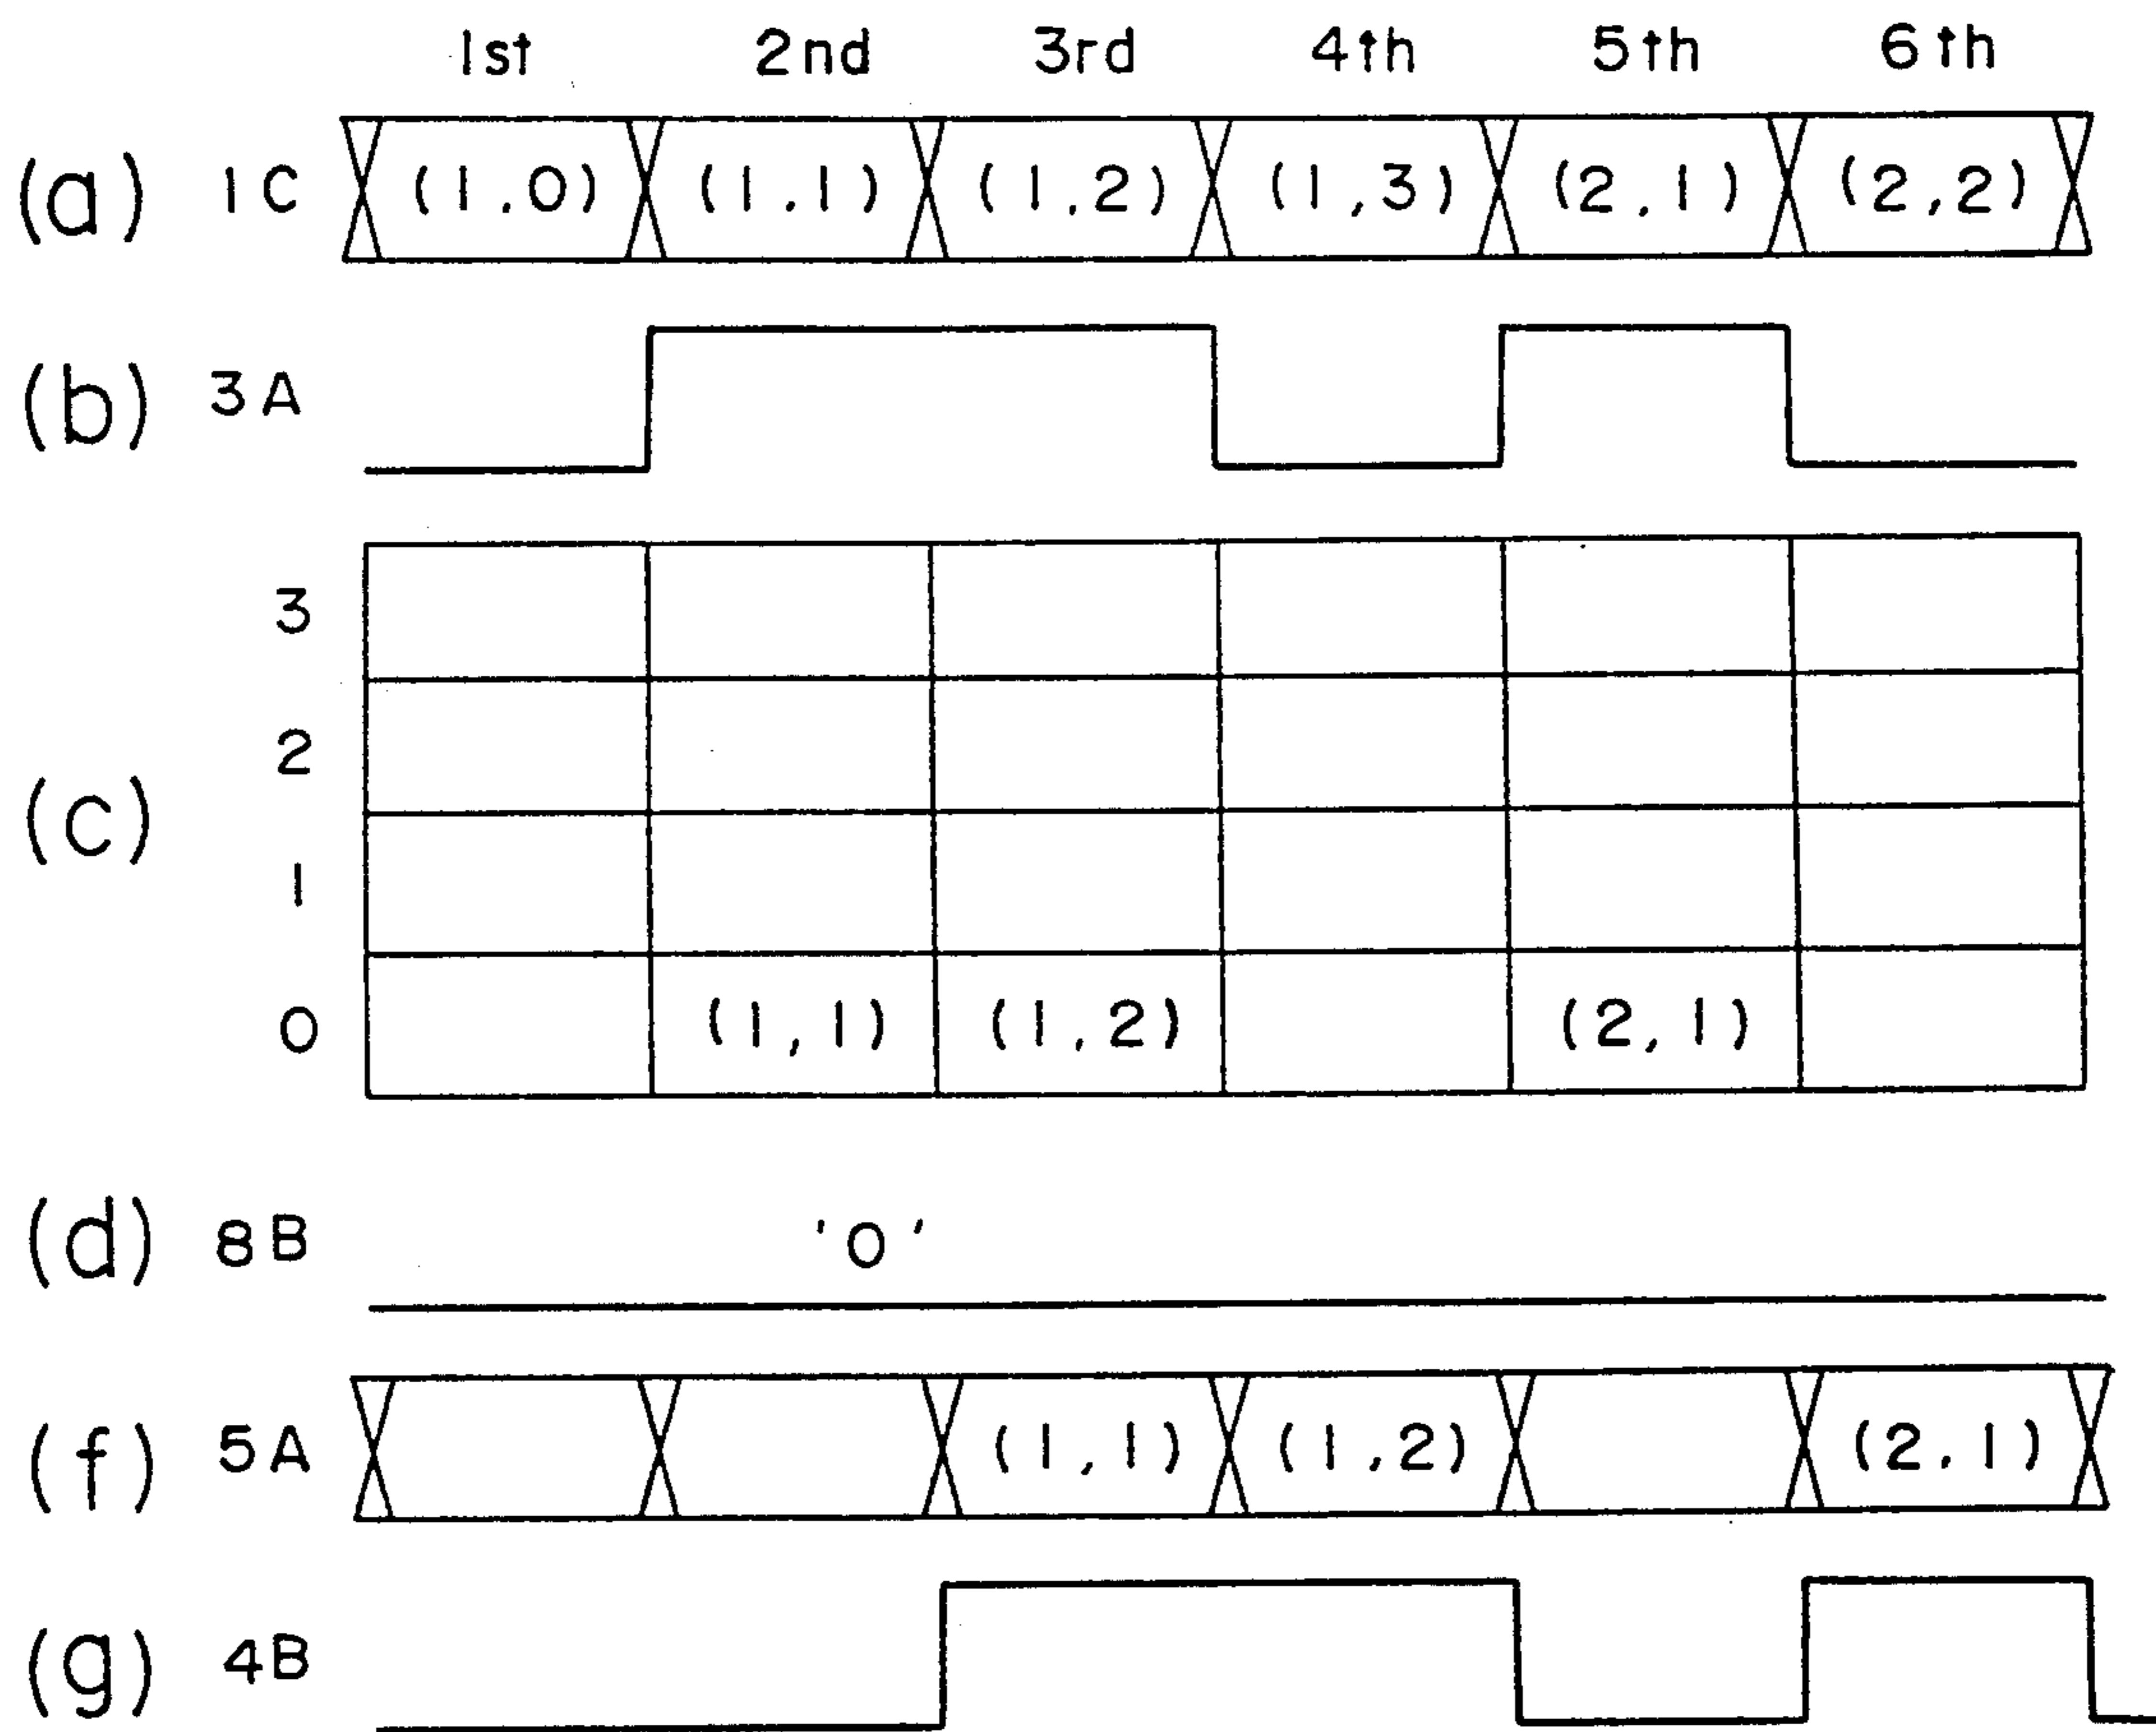 1st 2nd 3rd 4th 5th 6th
(a) 1C (1,0) (1,1) (1,2) (1,3) (2,1) (2,2)
(b) 3A
3
2
(c)
1
0 (1,1) (1,2) (2,1)
(d) 8B '0'
(f) 5A (1,1) (1,2) (2,1)
(g) 4B